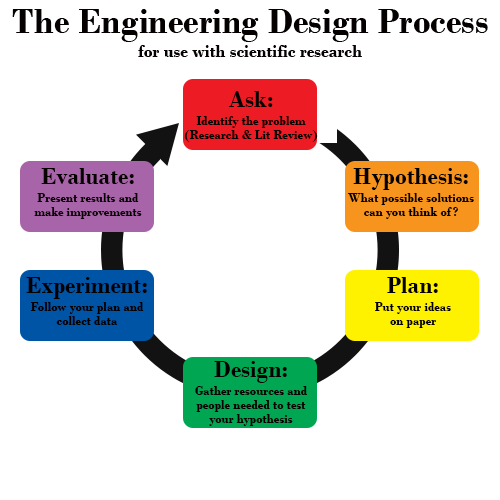 The Engineering Design Process
for use with scientific research
Ask:
Identify the problem
(Research & Lit Review)
Hypothesis:
What possible solutions
can you think of?
Plan:
Put your ideas
on paper
Design:
Gather resources and
people needed to test
your hypothesis
Experiment:
Follow your plan and
collect data
Evaluate:
Present results and
make improvements